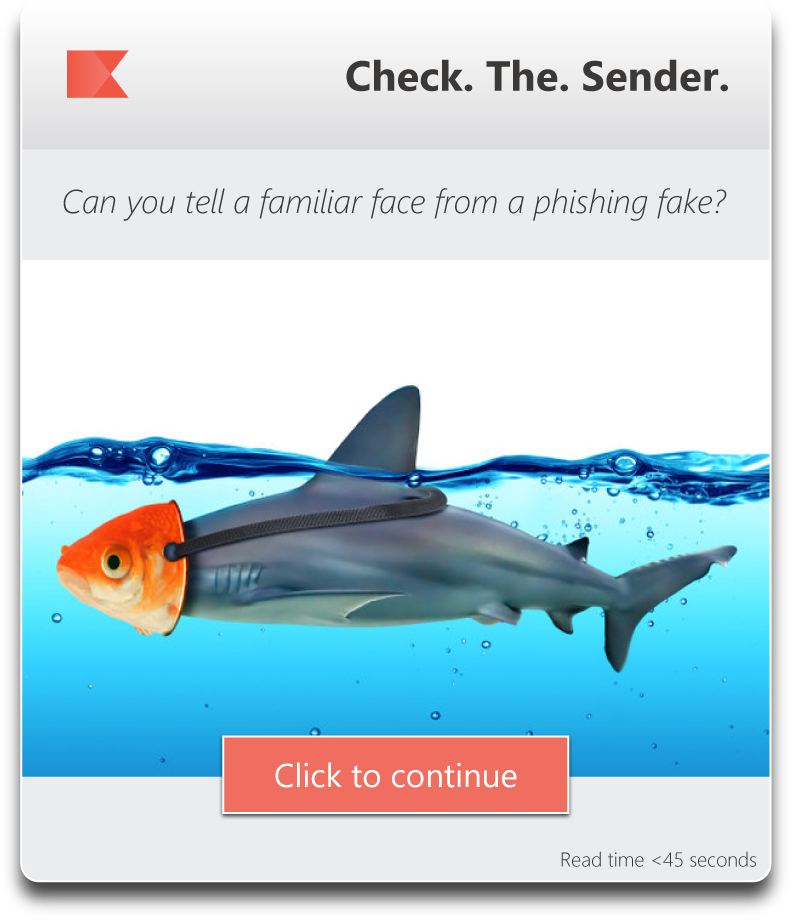 Check. The. Sender.
Can you tell a familiar face from a phishing fake?
Click to continue
Read time <45 seconds